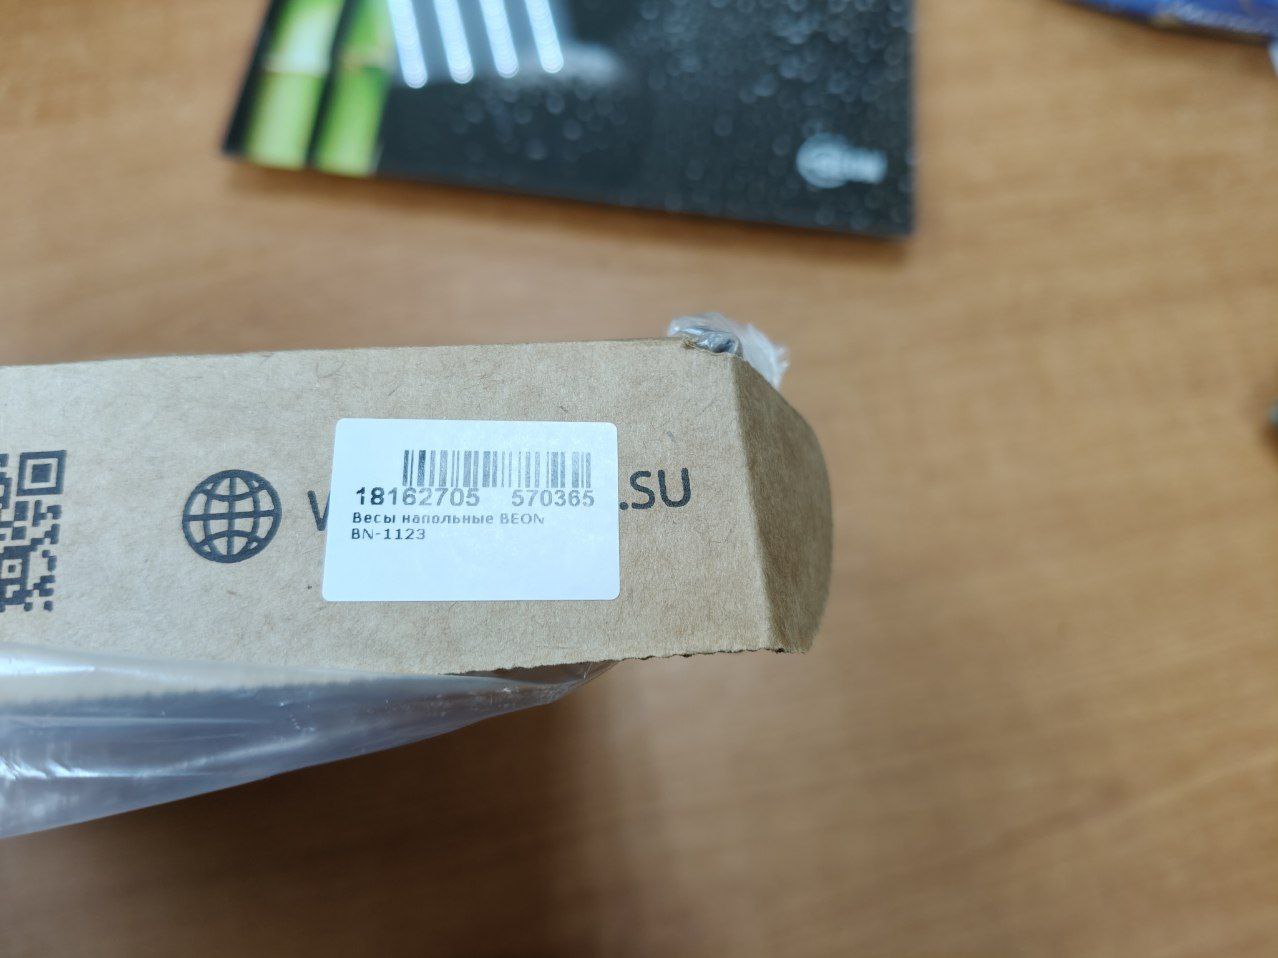 18162705 570365
Весы напольные BEON
BN-1123
.SU